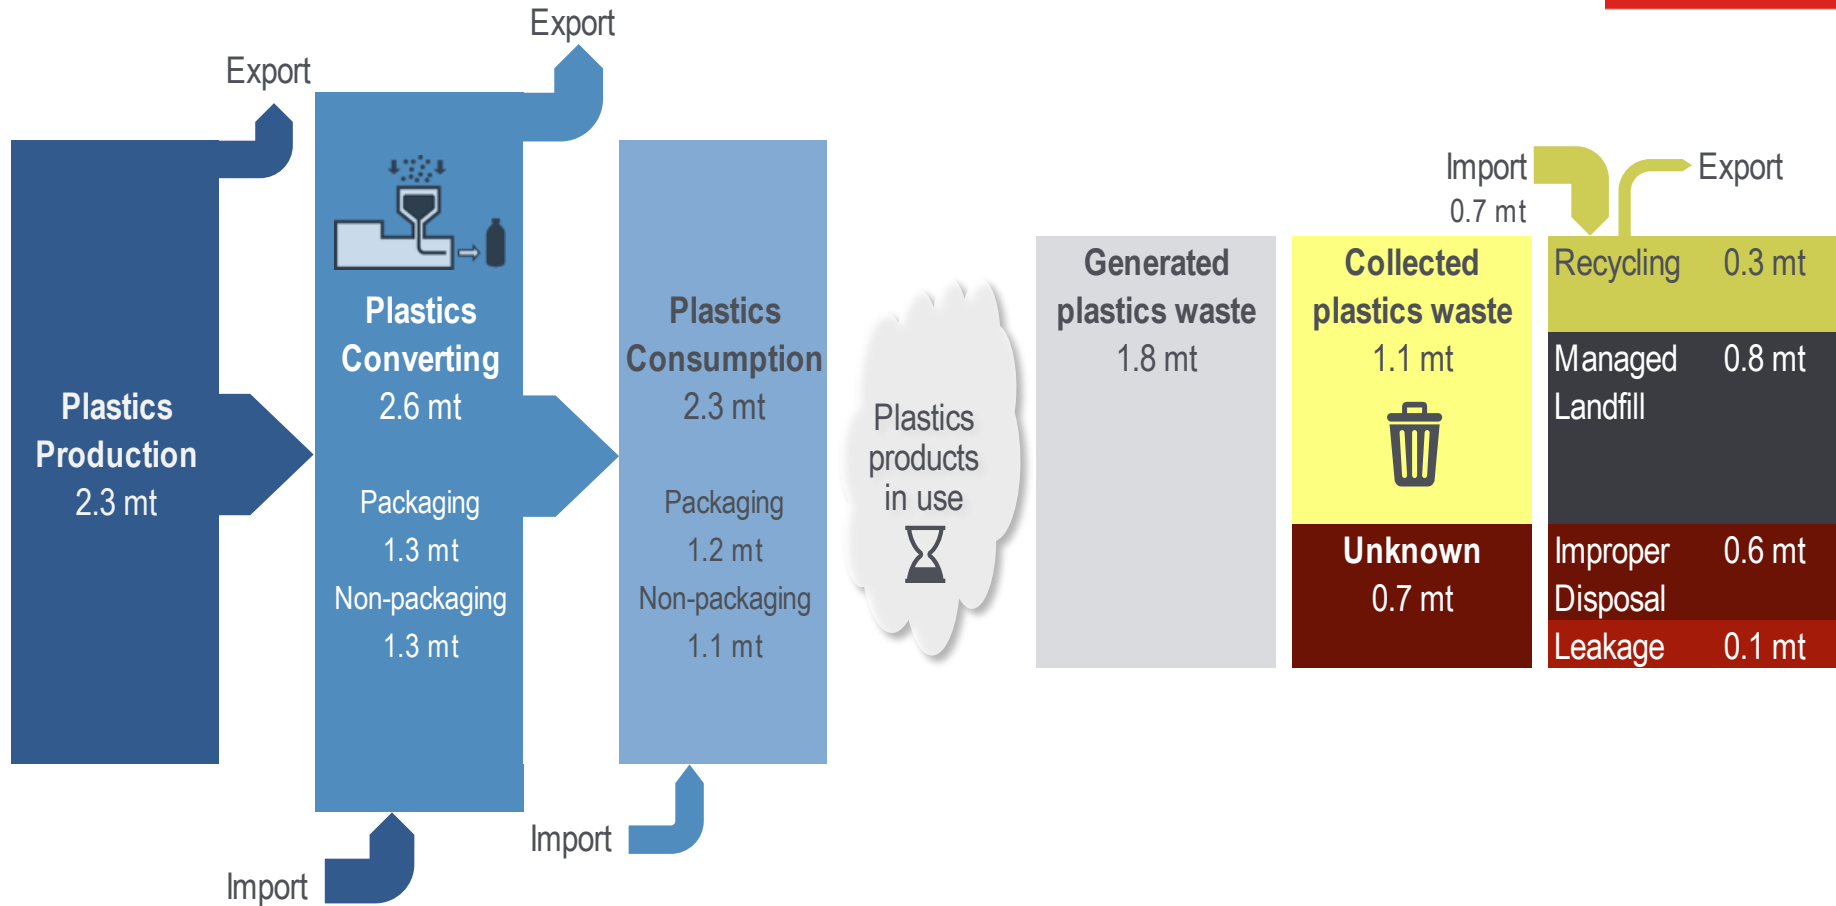 Export
Plastics
Production
2.3 mt
Import
Export
Plastics
Converting
2.6 mt
Packaging
1.3 mt
Non-packaging
1.3 mt
Import
Plastics
Consumption
2.3 mt
Packaging
1.2 mt
Non-packaging
1.1 mt
Plastics
products
in use
Generated
plastics waste
1.8 mt
Collected
plastics waste
1.1 mt
Unknown
0.7 mt
Import
0.7 mt
Export
Recycling 0.3 mt
Managed 0.8 mt
Landfill
Improper 0.6 mt
Disposal
Leakage 0.1 mt